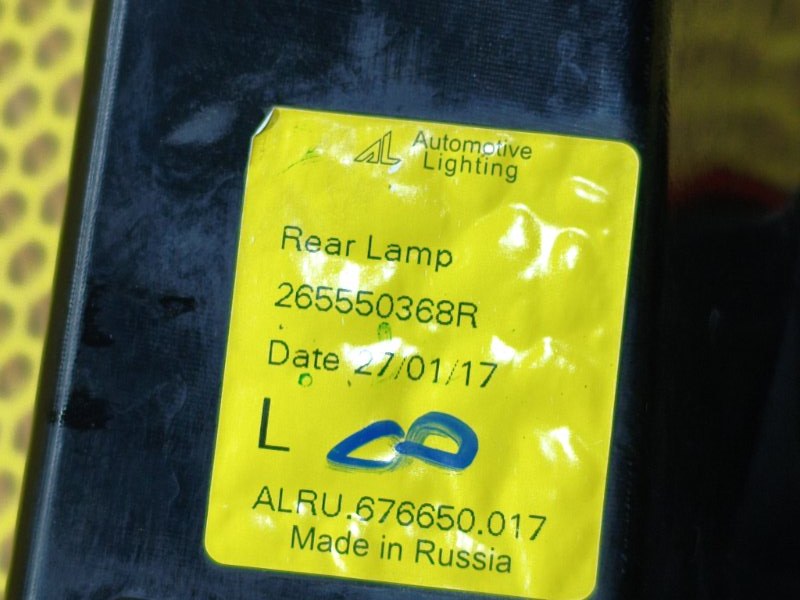 Automotive
Lighting
Rear Lamp
265550368R
Date 27/01/17
L
ALRU.676650.017
Made in Russia